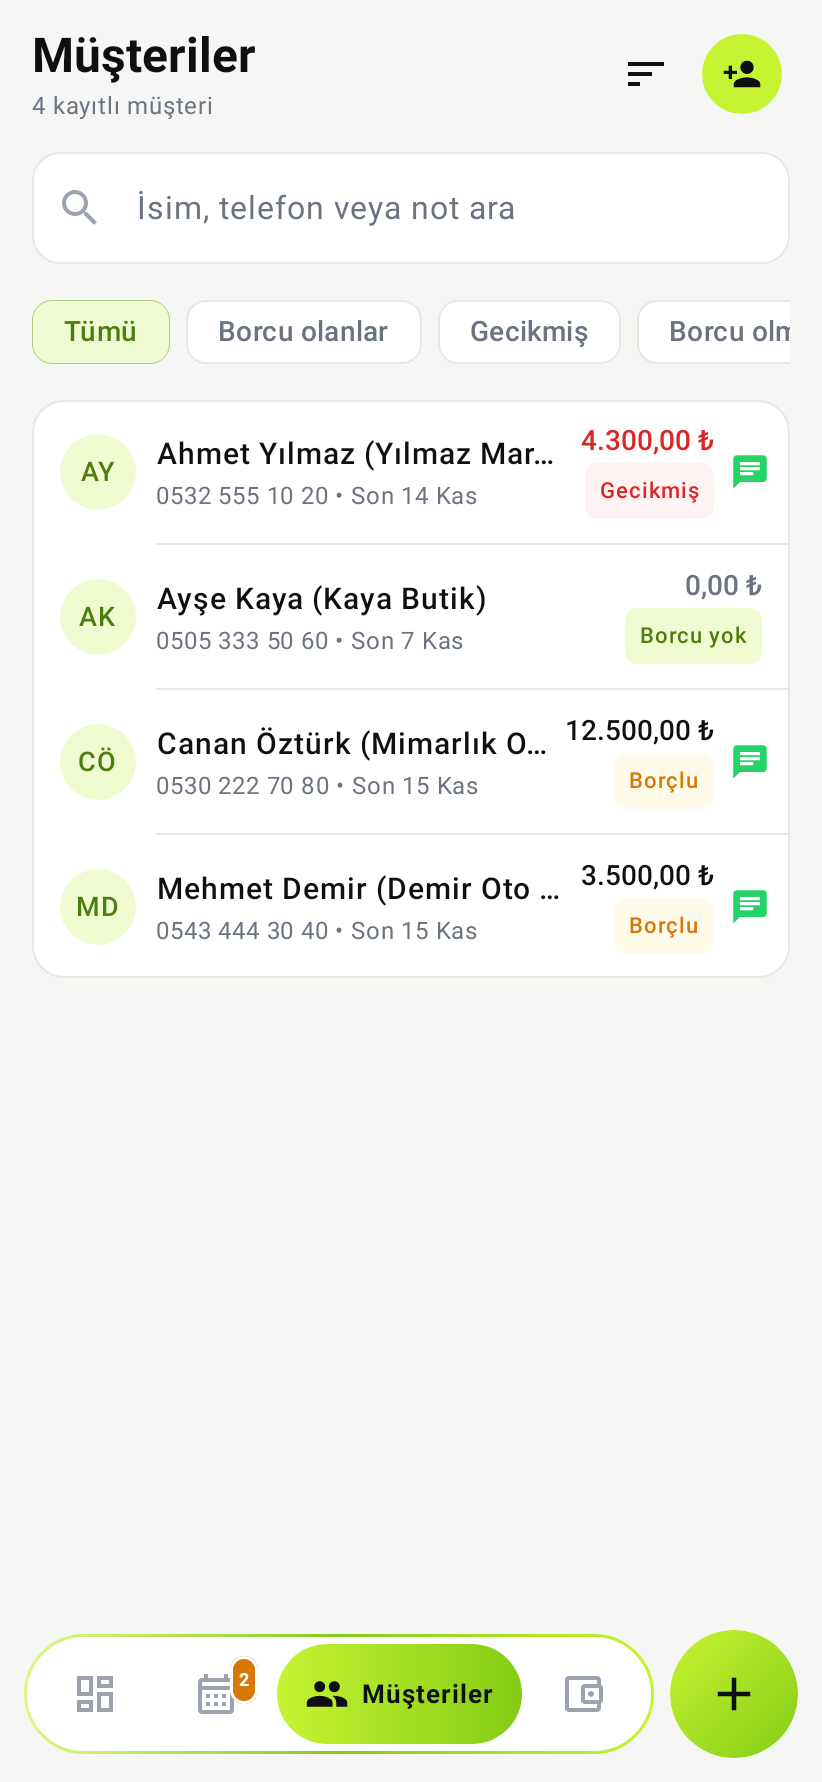 Müşteriler
4 kayıtlı müşteri
İsim, telefon veya not ara
Tümü
Borcu olanlar
Gecikmiş
Borcu olm
AY
Ahmet Yılmaz (Yılmaz Mar...
4.300,00 ₺
0532 555 10 20 • Son 14 Kas
Gecikmiş
AK
Ayşe Kaya (Kaya Butik)
0,00 ₺
0505 333 50 60 • Son 7 Kas
Borcu yok
CÖ
Canan Öztürk (Mimarlık O...
12.500,00 ₺
0530 222 70 80 • Son 15 Kas
Borçlu
MD
Mehmet Demir (Demir Oto ...
3.500,00 ₺
0543 444 30 40 • Son 15 Kas
Borçlu
2
Müşteriler